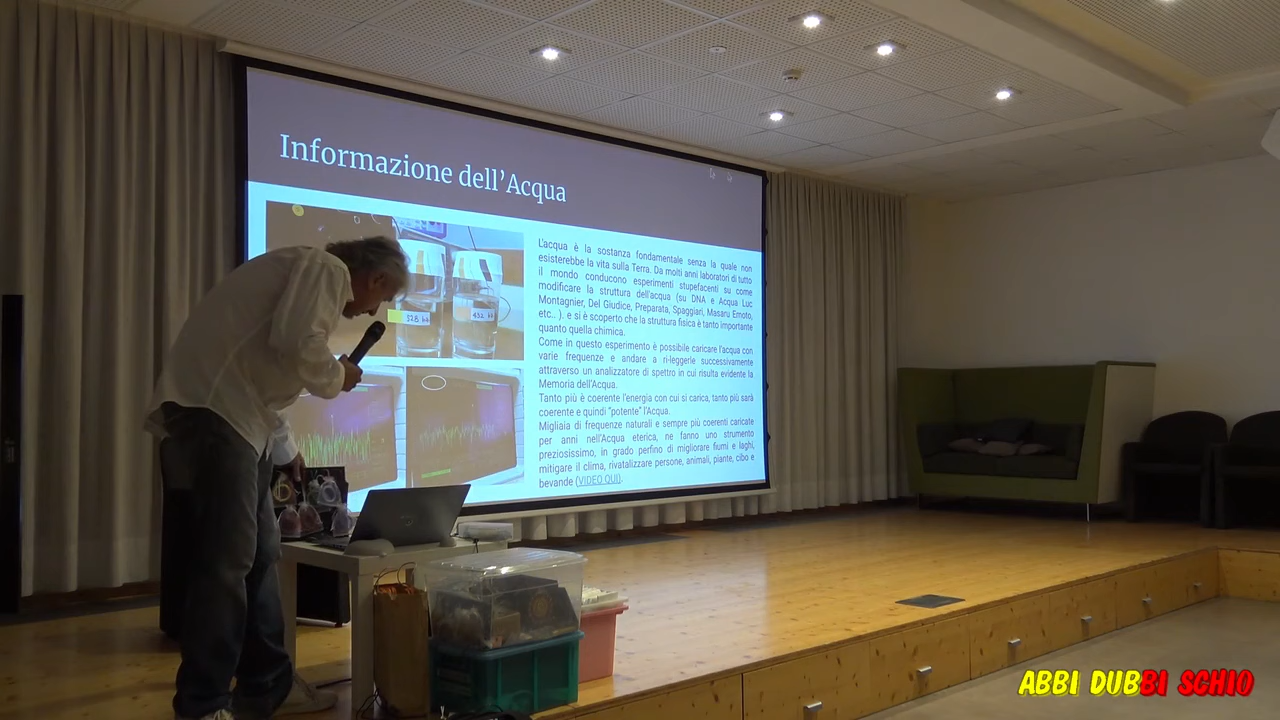 Informazione dell'Acqua
L'acqua è la sostanza fondamentale senza la quale non
esisterebbe la vita sulla Terra. Da molti anni laboratori di tutto
il mondo conducono esperimenti stupefacenti su come
modificare la struttura dell'acqua (su DNA e Acqua Luc
Montagnier, Del Giudice, Preparata, Spaggiari, Masaru Emoto,
etc.. ). e si è scoperto che la struttura fisica è tanto importante
quanto quella chimica.
Come in questo esperimento è possibile caricare l'acqua con
varie frequenze e andare a ri-leggerle successivamente
attraverso un analizzatore di spettro in cui risulta evidente la
Memoria dell'Acqua.
Tanto più è coerente l'energia con cui si carica, tanto più sarà
coerente e quindi "potente" l'Acqua.
Migliaia di frequenze naturali e sempre più coerenti caricate
per anni nell'Acqua eterica, ne fanno uno strumento
preziosissimo, in grado perfino di migliorare fiumi e laghi,
mitigare il clima, rivatalizzare persone, animali, piante, cibo e
bevande (VIDEO QUI).
528 hz
432 hz
ABBI DUBBI SCHIO